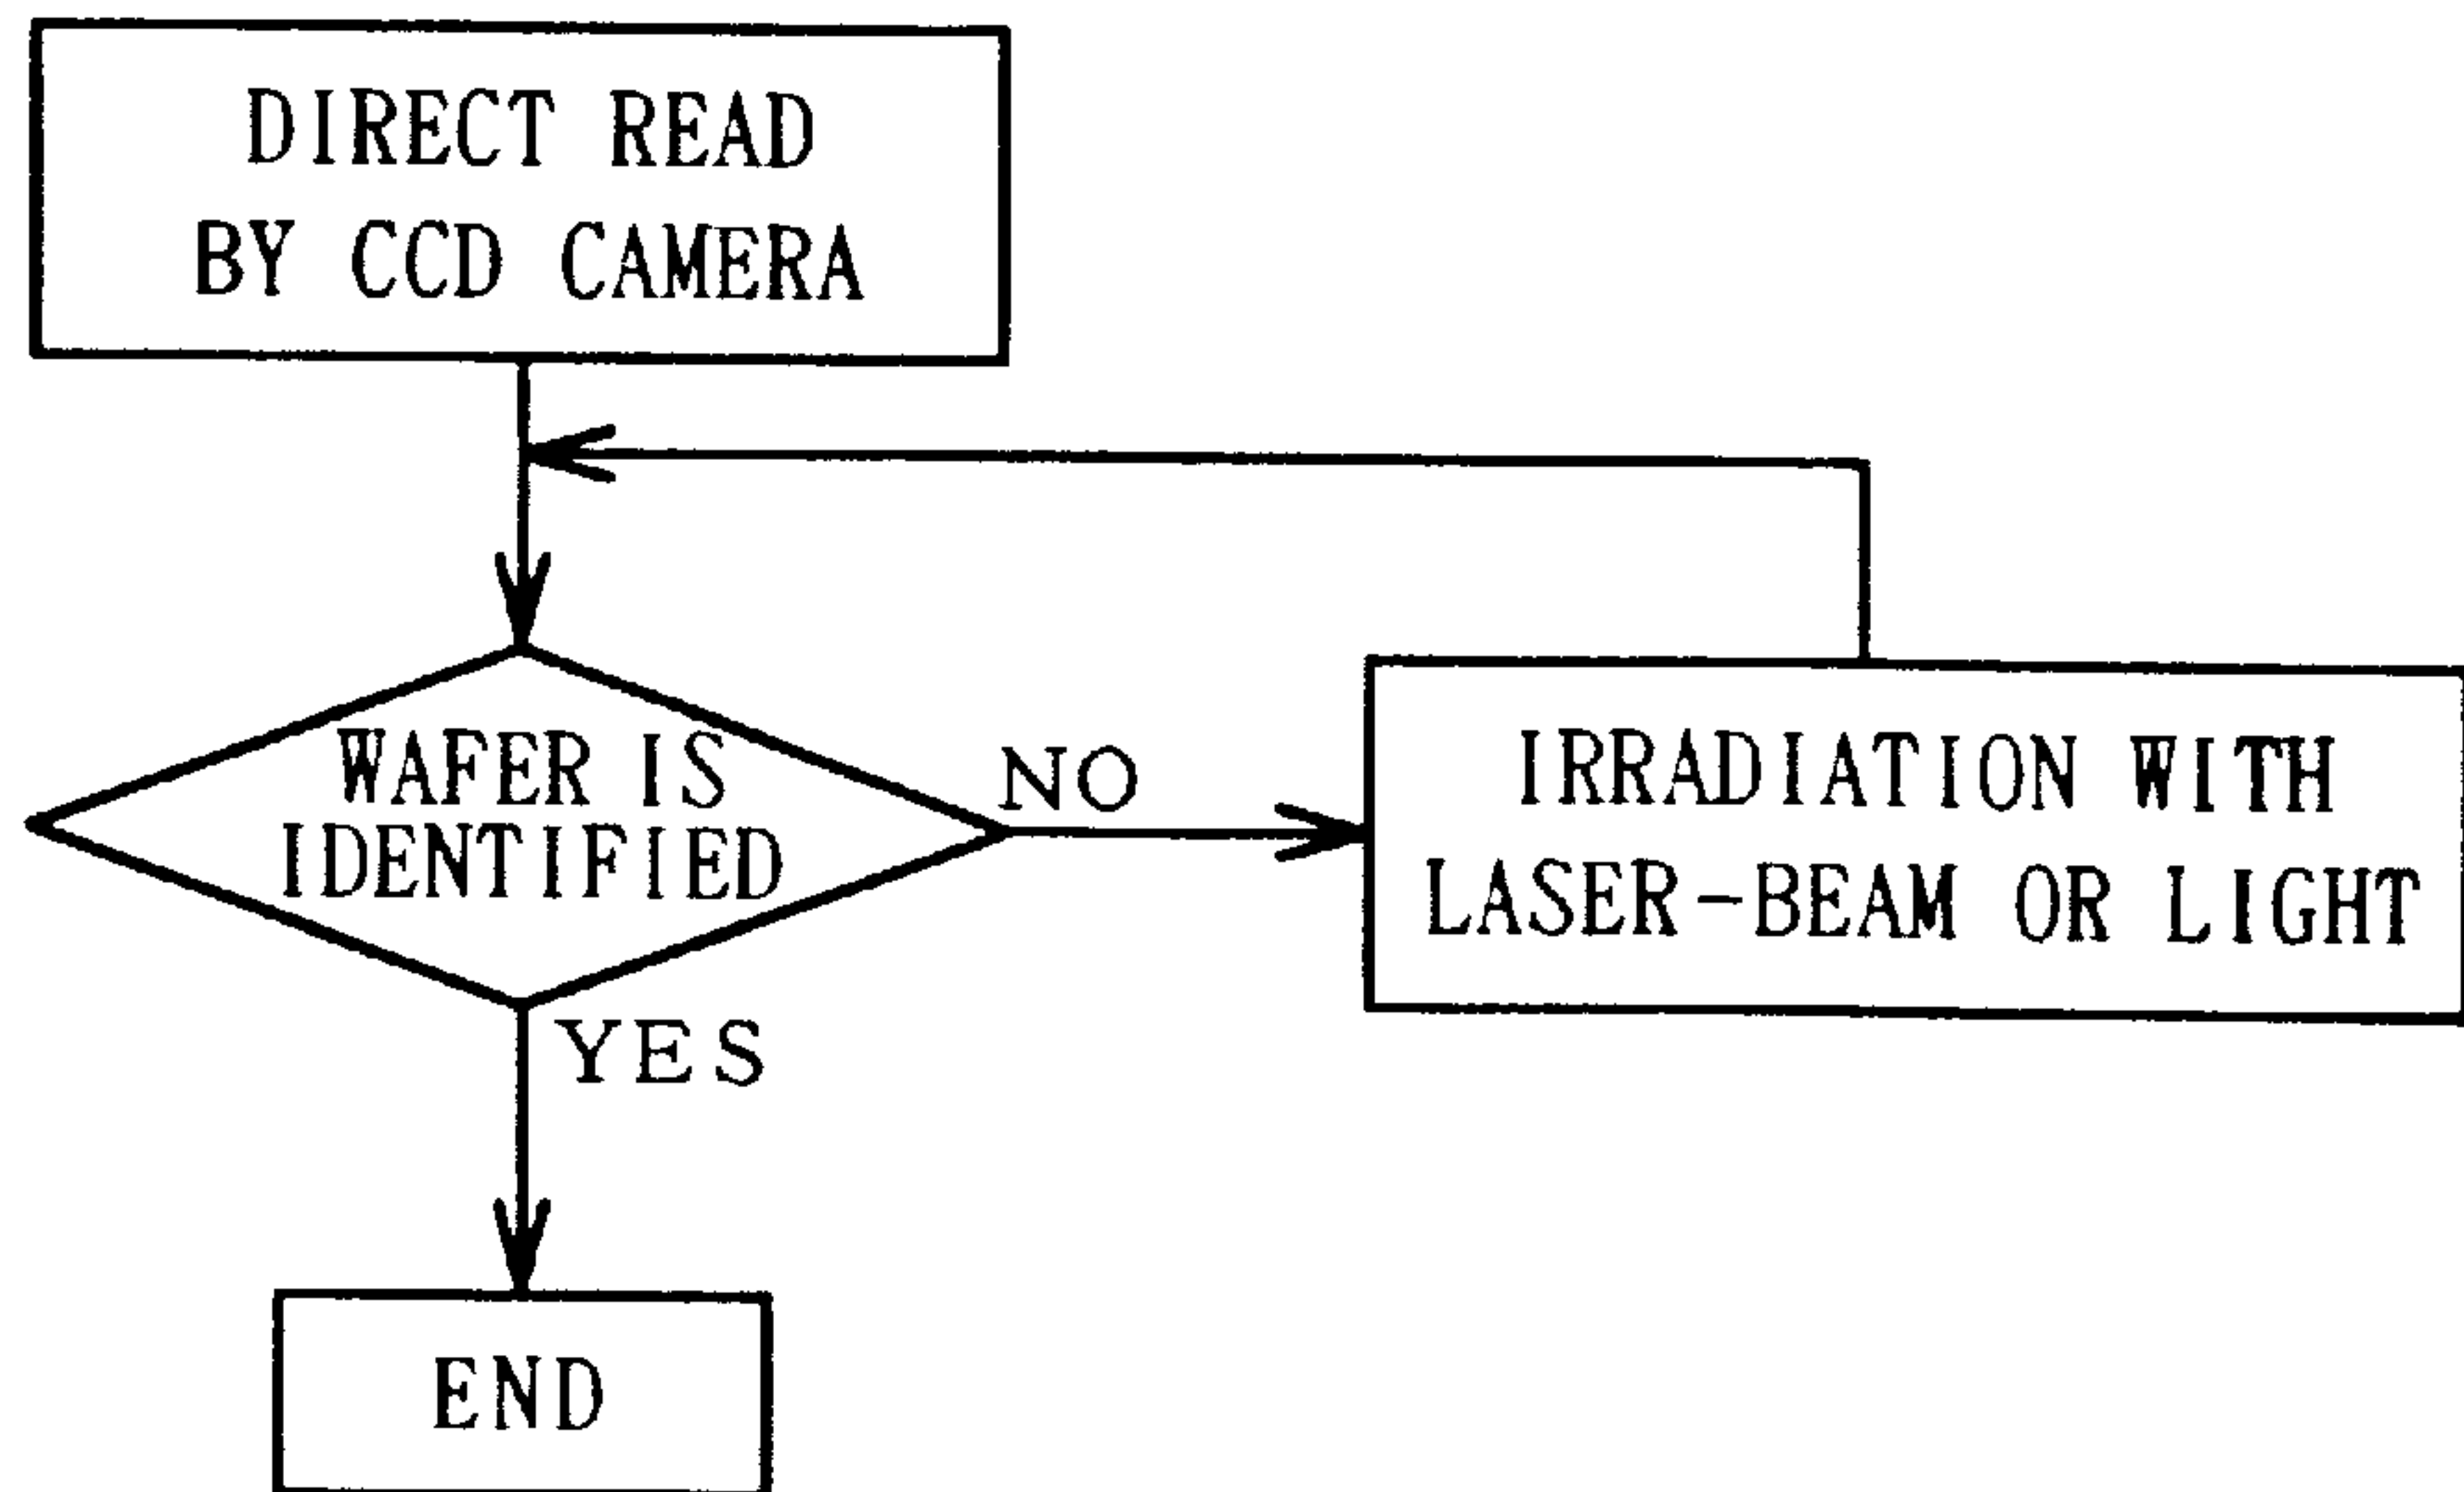 DIRECT READ
BY CCD CAMERA
WAFER IS
IDENTIFIED
NO
IRRADIATION WITH
LASER-BEAM OR LIGHT
YES
END